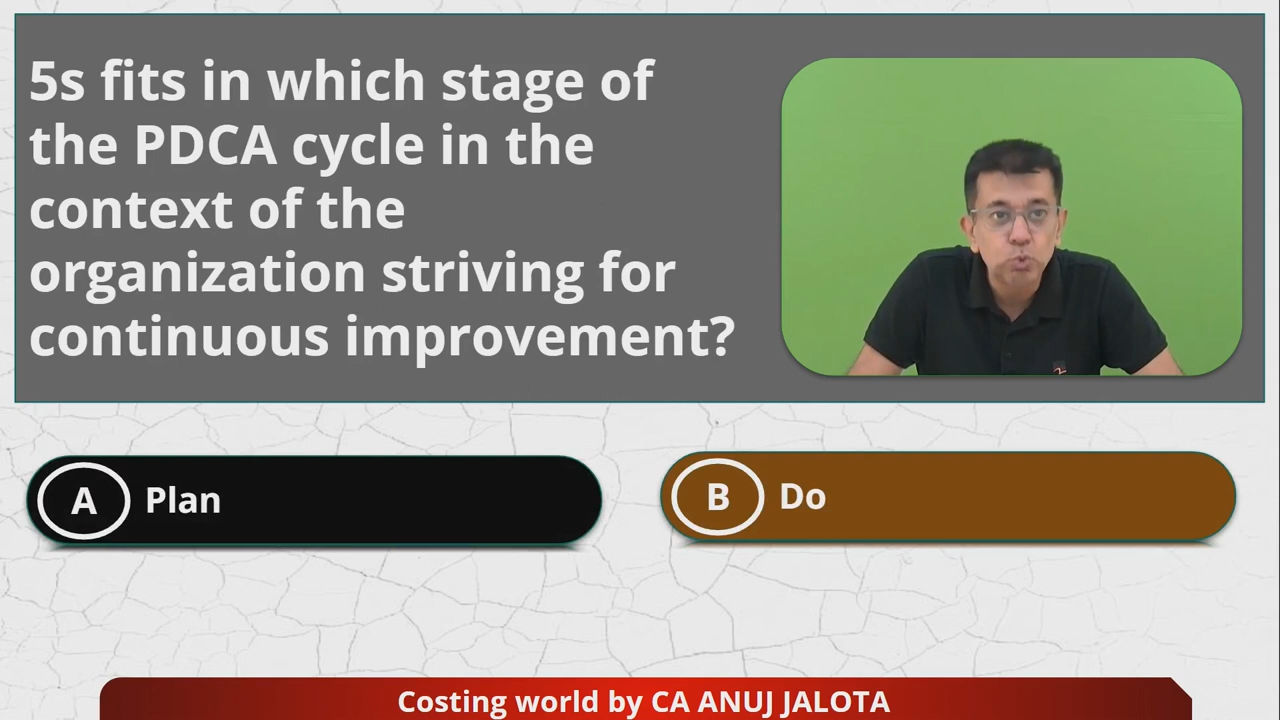 5s fits in which stage of
the PDCA cycle in the
context of the
organization striving for
continuous improvement?
A Plan
B Do
Costing world by CA ANUJ JALOTA